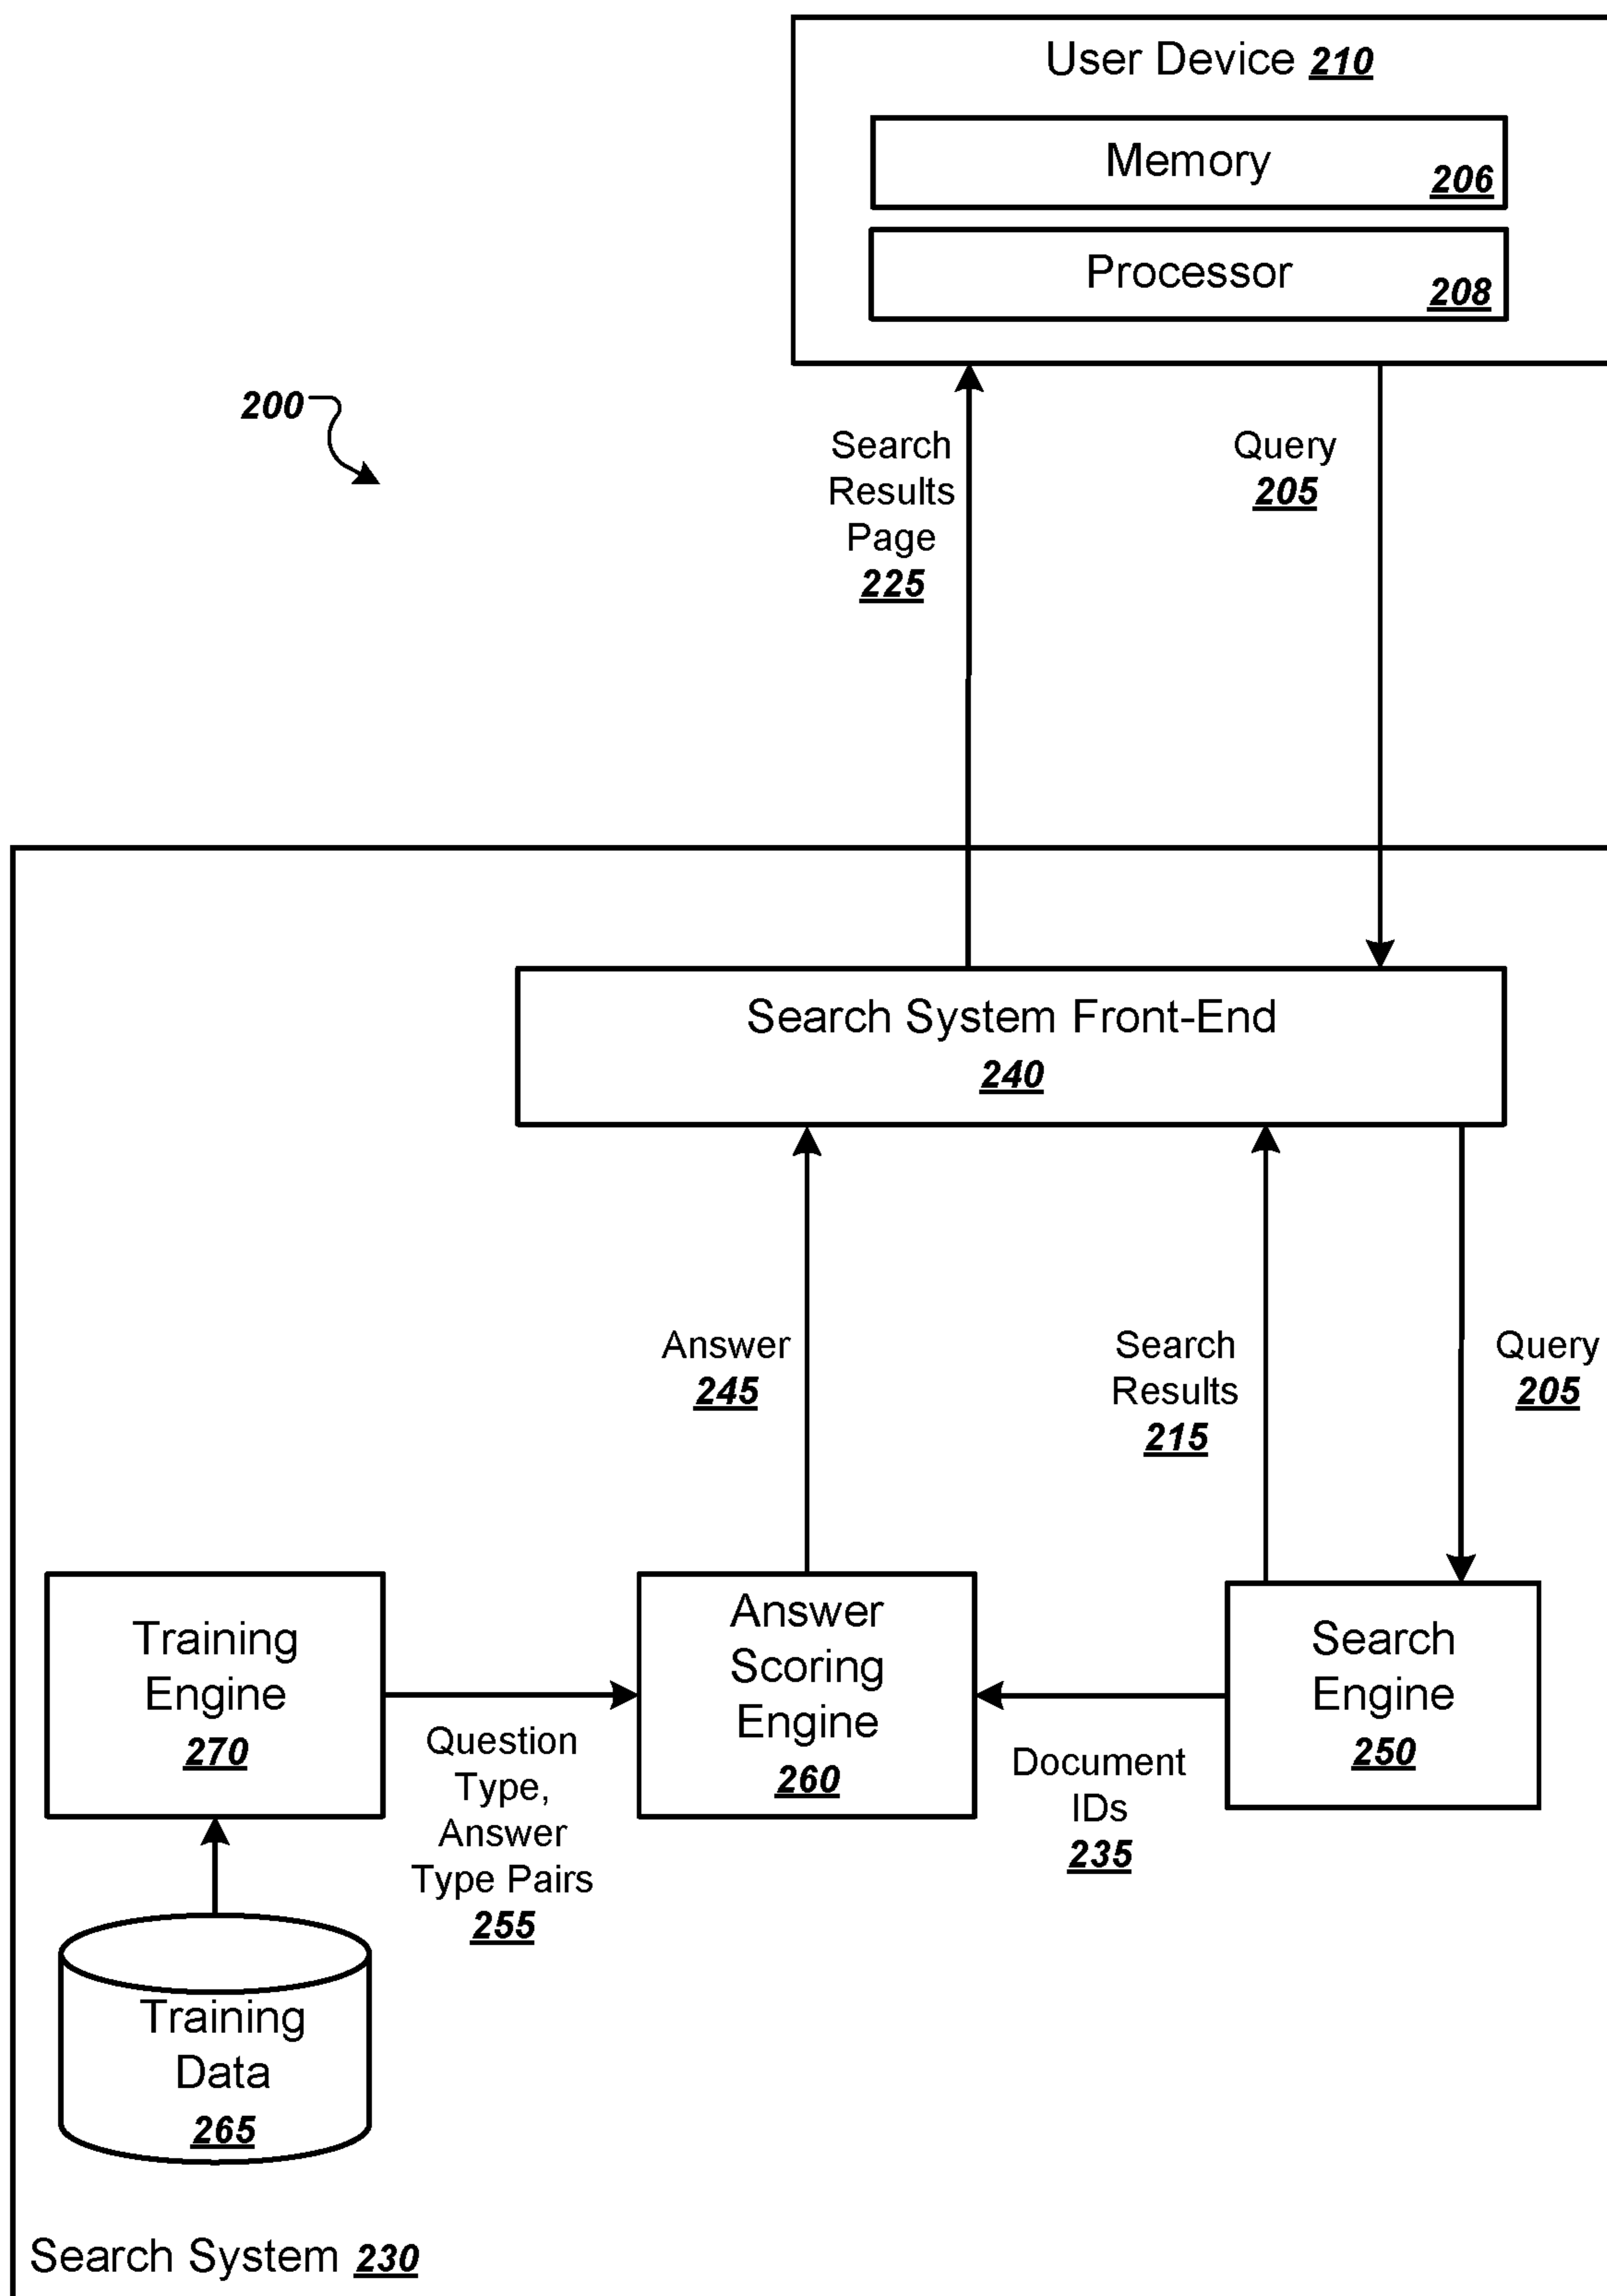 User Device 210
Memory
206
Processor
208
200
Search
Results
Page
225
Query
205
Search System Front-End
240
Answer
245
Search
Results
215
Query
205
Training
Engine
270
Question
Type,
Answer
Type Pairs
255
Answer
Scoring
Engine
260
Document
IDs
235
Search
Engine
250
Training
Data
265
Search System 230